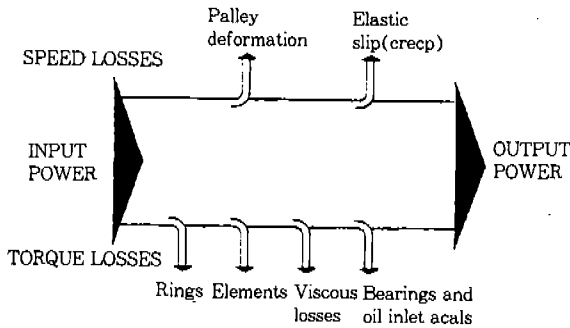 Palley
deformation
Elastic
slip(crecp)
SPEED LOSSES
INPUT
POWER
OUTPUT
POWER
TORQUE LOSSES
Rings
Elements
Viscous
losses
Bearings and
oil inlet acals